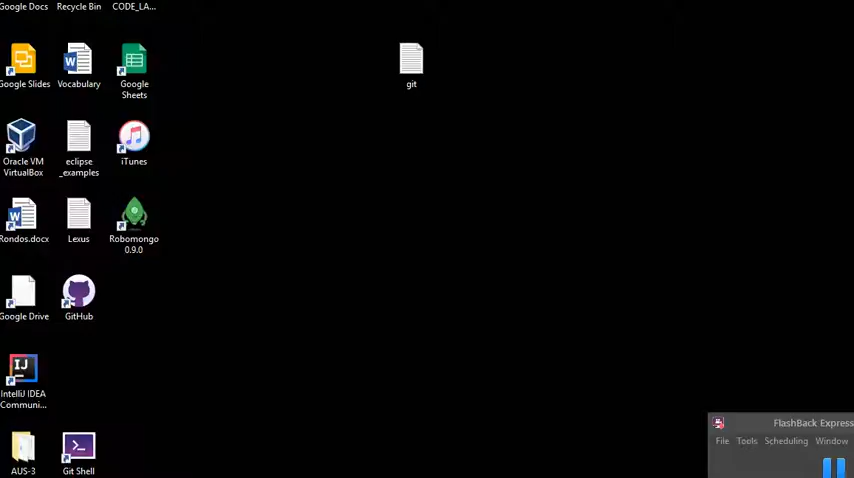 Google Docs
Recycle Bin
CODE_LA...
Google Slides
Vocabulary
Google
Sheets
git
Oracle VM
VirtualBox
eclipse
_examples
iTunes
Rondos.docx
Lexus
Robomongo
0.9.0
Google Drive
GitHub
IntelliJ IDEA
Communi...
AUS-3
Git Shell
FlashBack Express
File Tools Scheduling Window